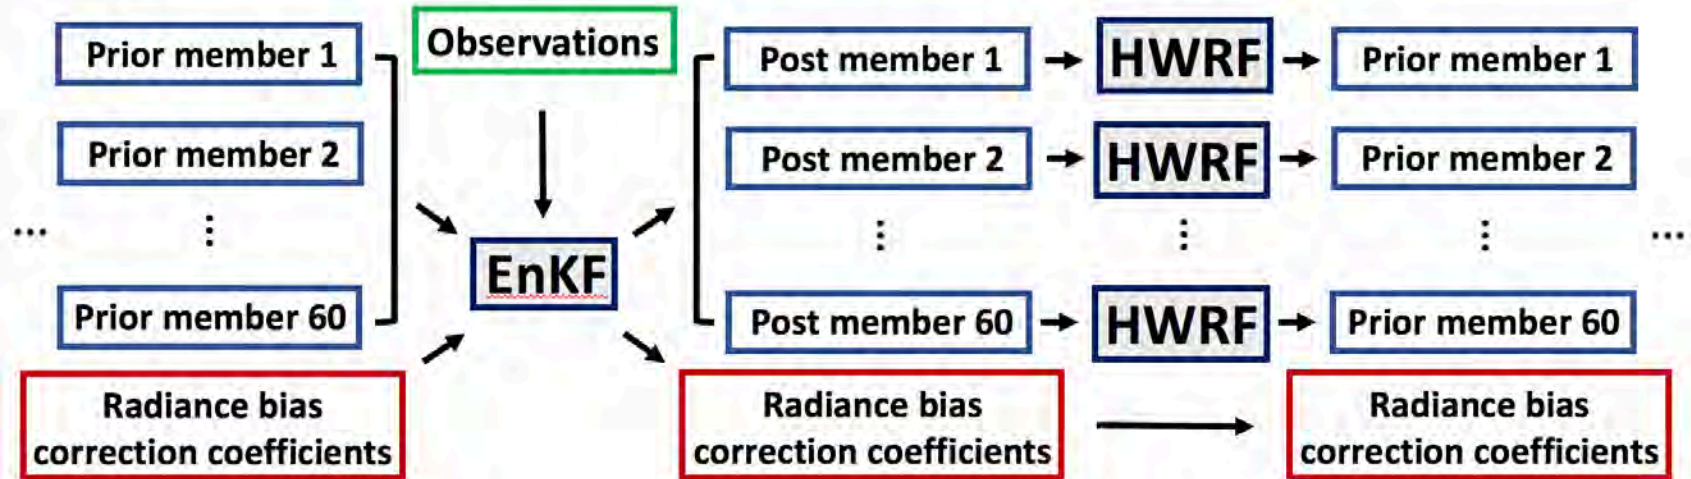 Prior member 1
Prior member 2
⋮
...
Prior member 60
Radiance bias
correction coefficients
Observations
EnKF
Post member 1
Post member 2
⋮
Post member 60
Radiance bias
correction coefficients
HWRF
HWRF
⋮
HWRF
Prior member 1
Prior member 2
⋮
...
Prior member 60
Radiance bias
correction coefficients